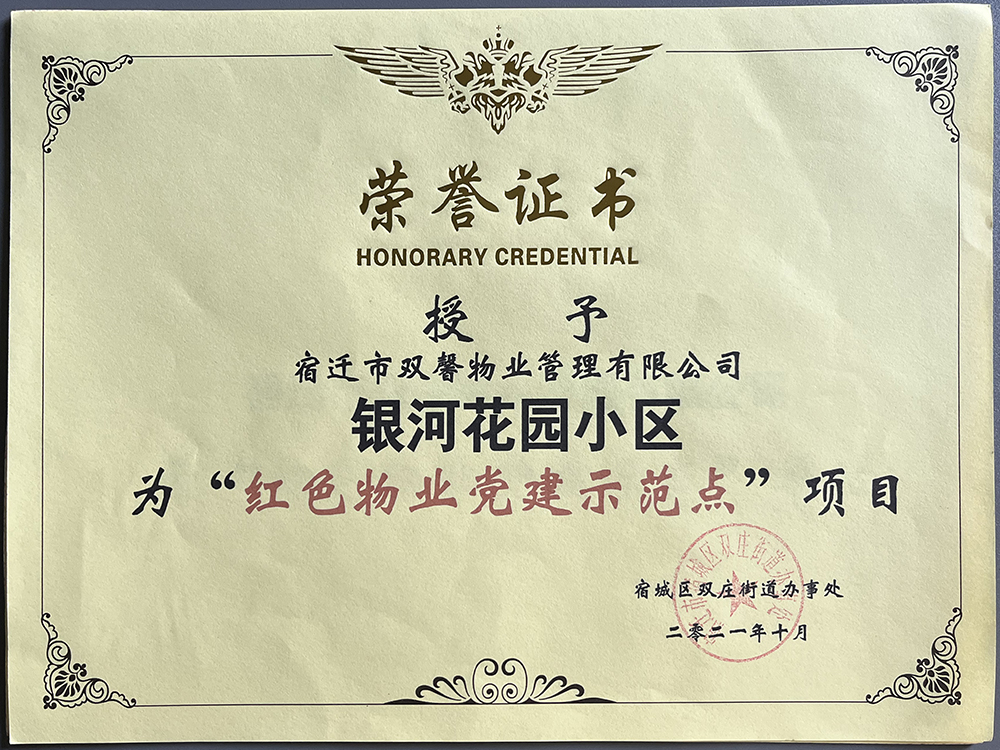 荣誉证书
HONORARY CREDENTIAL
授 予
宿迁市双馨物业管理有限公司
银河花园小区
为“红色物业党建示范点”项目
宿城区双庄街道办事处
二零二一年十月